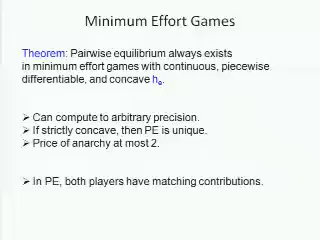 Minimum Effort Games
Theorem: Pairwise equilibrium always exists
in minimum effort games with continuous, piecewise
differentiable, and concave hₑ.
➢ Can compute to arbitrary precision.
➢ If strictly concave, then PE is unique.
➢ Price of anarchy at most 2.
➢ In PE, both players have matching contributions.